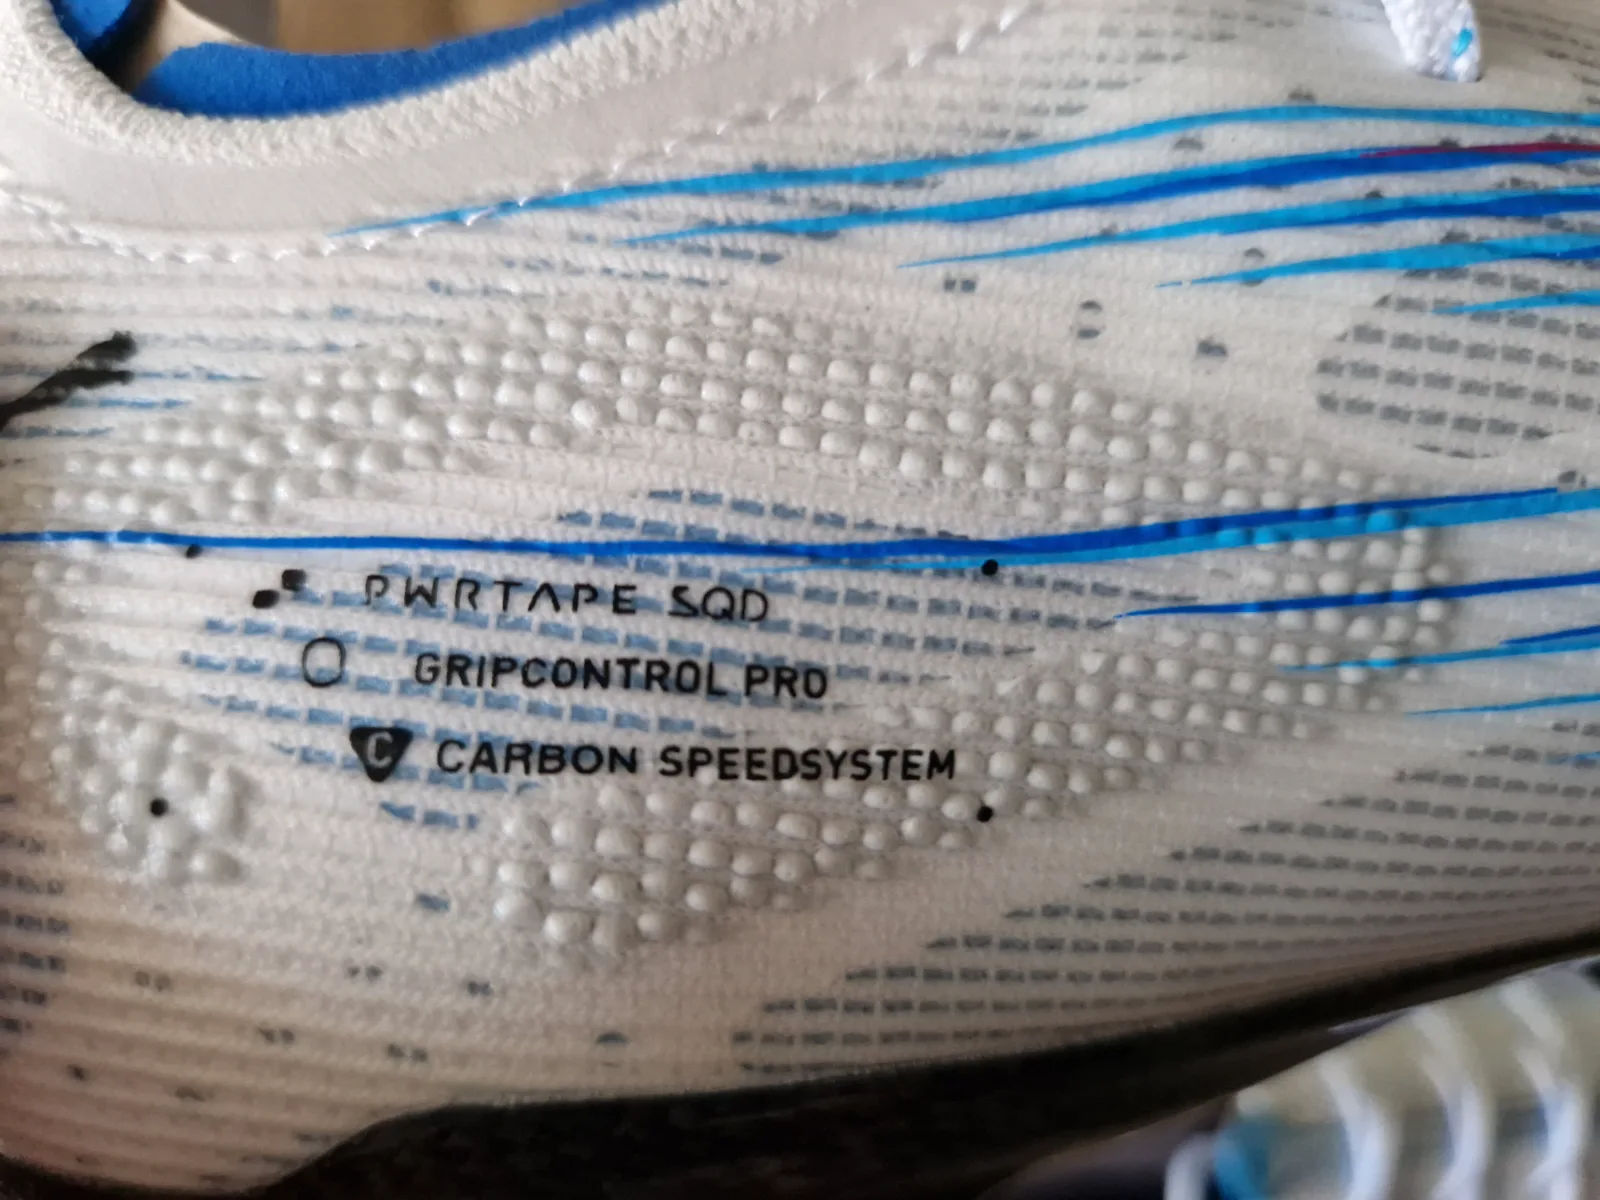 PWRTAPE SQD
GRIPCONTROL PRO
C CARBON SPEEDSYSTEM